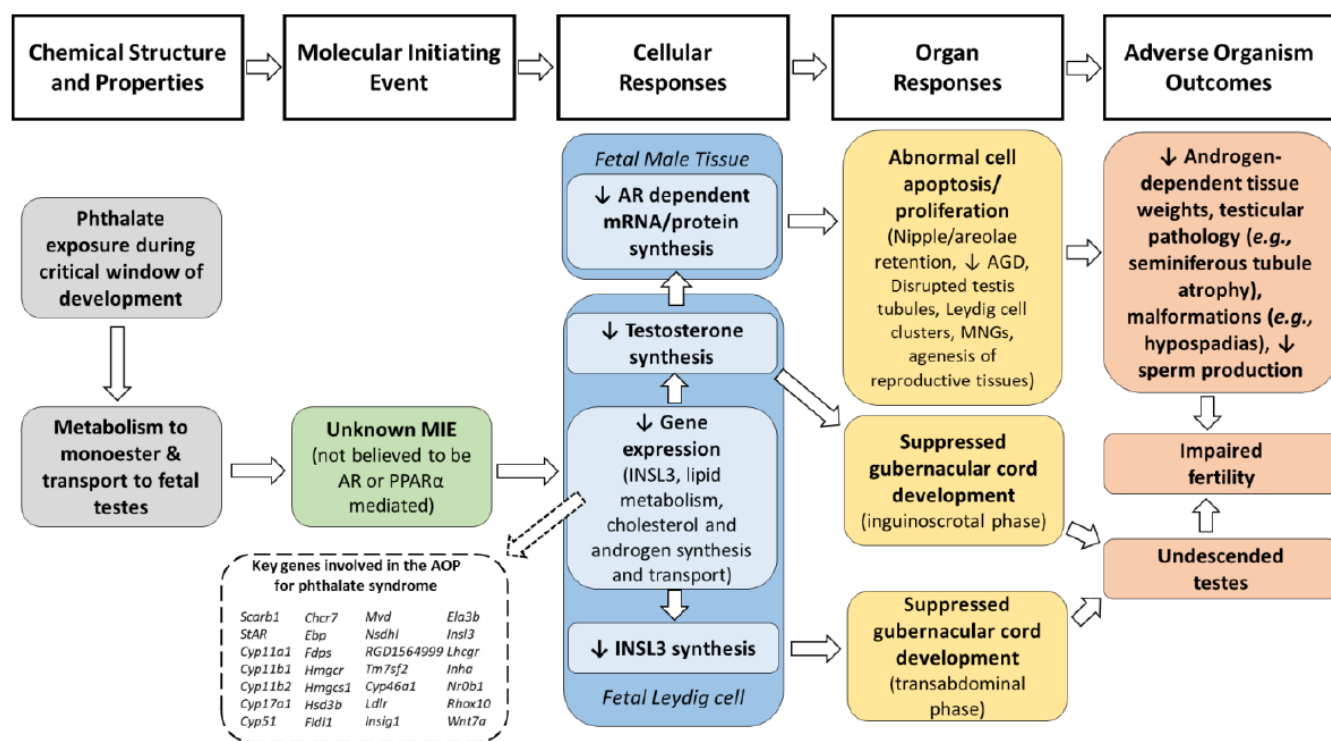 Chemical Structure
and Properties
Molecular Initiating
Event
Cellular
Responses
Organ
Responses
Adverse Organism
Outcomes
Phthalate
exposure during
critical window of
development
Metabolism to
monoester &
transport to fetal
testes
Unknown MIE
(not believed to be
AR or PPARα
mediated)
Key genes involved in the AOP
for phthalate syndrome
Scarb1 Chcr7 Mvd Ela3b
StAR Ebp Nsdhl Insl3
Cyp11a1 Fdps RGD1564999 Lhcgr
Cyp11b1 Hmgcr Tm7sf2 Inha
Cyp11b2 Hmgcs1 Cyp46a1 Nr0b1
Cyp17a1 Hsd3b Ldlr Rhox10
Cyp51 Fldi1 Insig1 Wnt7a
Fetal Male Tissue
↓ AR dependent
mRNA/protein
synthesis
↓ Testosterone
synthesis
↓ Gene
expression
(INSL3, lipid
metabolism,
cholesterol and
androgen synthesis
and transport)
↓ INSL3 synthesis
Fetal Leydig cell
Abnormal cell
apoptosis/
proliferation
(Nipple/areolae
retention, ↓ AGD,
Disrupted testis
tubules, Leydig cell
clusters, MNGs,
agenesis of
reproductive tissues)
Suppressed
gubernacular cord
development
(inguinoscrotal phase)
Suppressed
gubernacular cord
development
(transabdominal
phase)
↓ Androgen-
dependent tissue
weights, testicular
pathology (e.g.,
seminiferous tubule
atrophy),
malformations (e.g.,
hypospadias), ↓
sperm production
Impaired
fertility
Undescended
testes